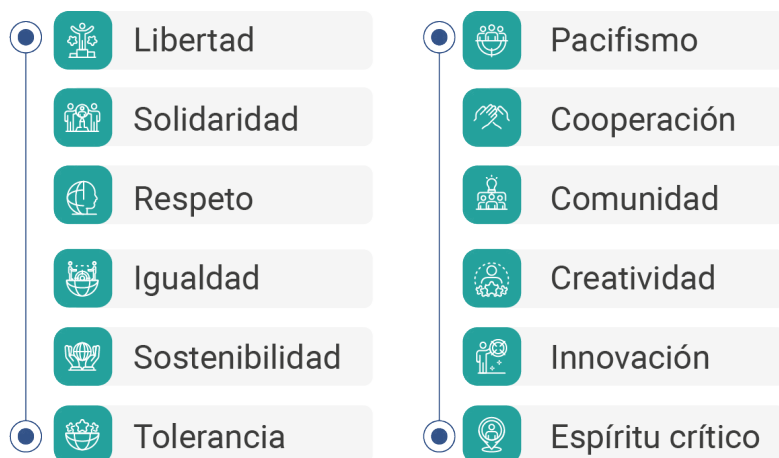 Libertad
Solidaridad
Respeto
Igualdad
Sostenibilidad
Tolerancia
Pacifismo
Cooperación
Comunidad
Creatividad
Innovación
Espíritu crítico